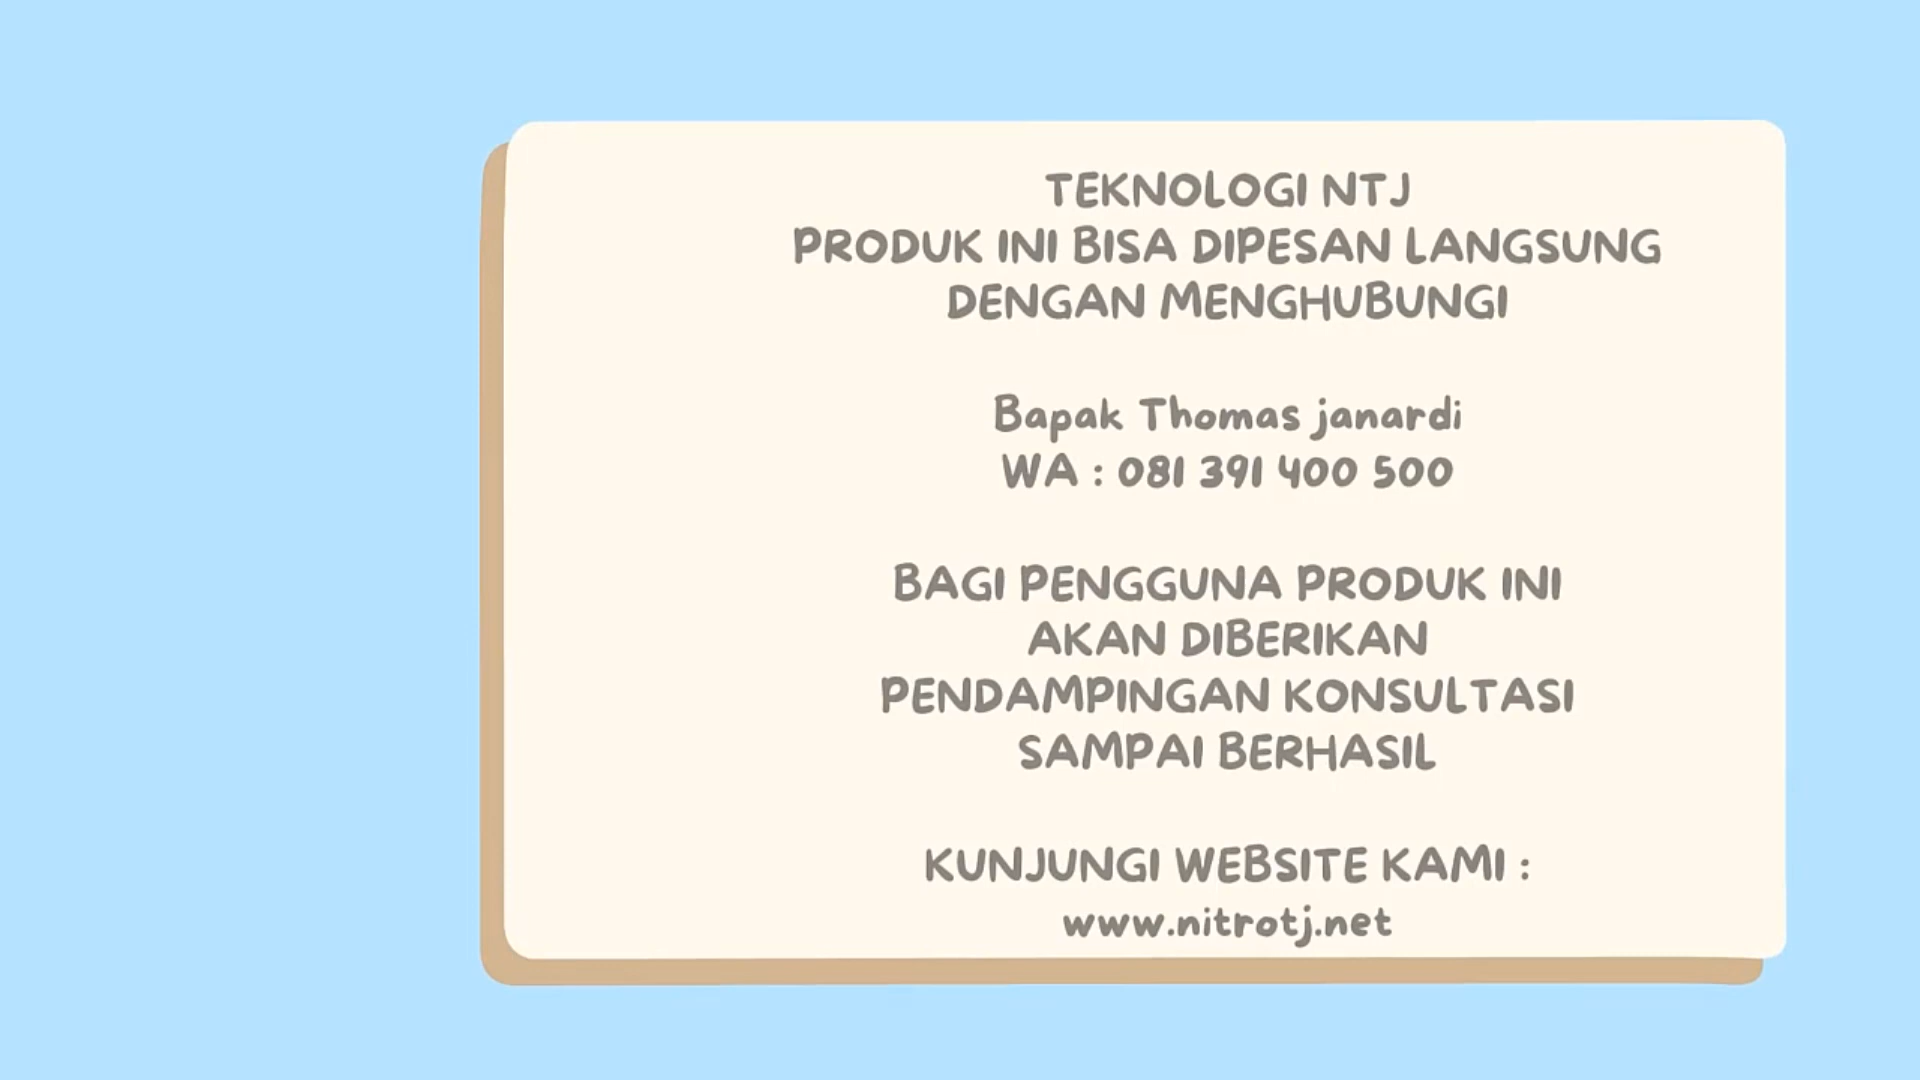 TEKNOLOGI NTJ
PRODUK INI BISA DIPESAN LANGSUNG
DENGAN MENGHUBUNGI
Bapak Thomas janardi
WA : 081 391 400 500
BAGI PENGGUNA PRODUK INI
AKAN DIBERIKAN
PENDAMPINGAN KONSULTASI
SAMPAI BERHASIL
KUNJUNGI WEBSITE KAMI :
www.nitrotj.net